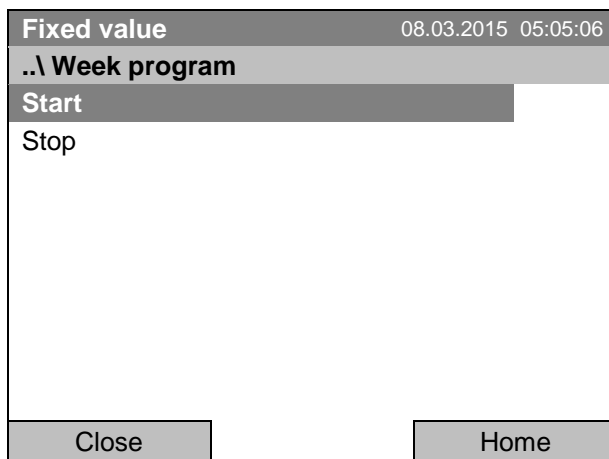 Fixed value 08.03.2015 05:05:06
..\ Week program
Start
Stop
Close Home